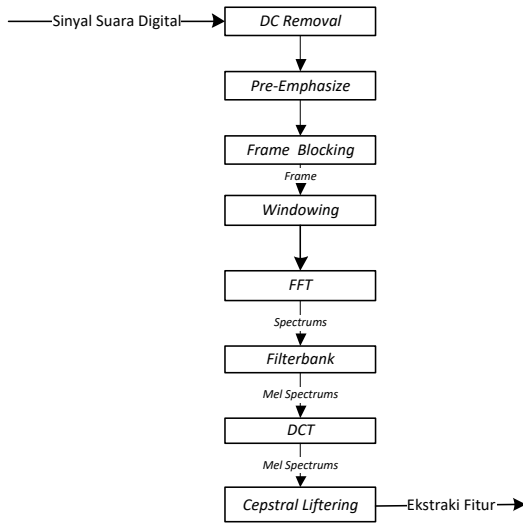 Sinyal Suara Digital
DC Removal
Pre-Emphasize
Frame Blocking
Frame
Windowing
FFT
Spectrums
Filterbank
Mel Spectrums
DCT
Mel Spectrums
Cepstral Liftering
Ekstraki Fitur